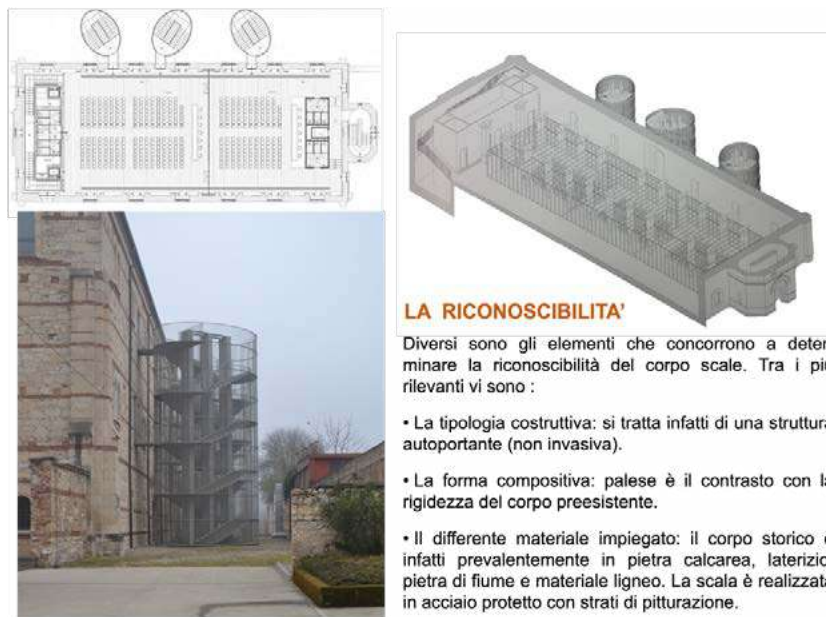 LA RICONOSCIBILITA'
Diversi sono gli elementi che concorrono a deter
minare la riconoscibilità del corpo scale. Tra i più
rilevanti vi sono :
• La tipologia costruttiva: si tratta infatti di una struttura
autoportante (non invasiva).
• La forma compositiva: palese è il contrasto con la
rigidezza del corpo preesistente.
• Il differente materiale impiegato: il corpo storico è
infatti prevalentemente in pietra calcarea, laterizio
pietra di fiume e materiale ligneo. La scala è realizzata
in acciaio protetto con strati di pitturazione.